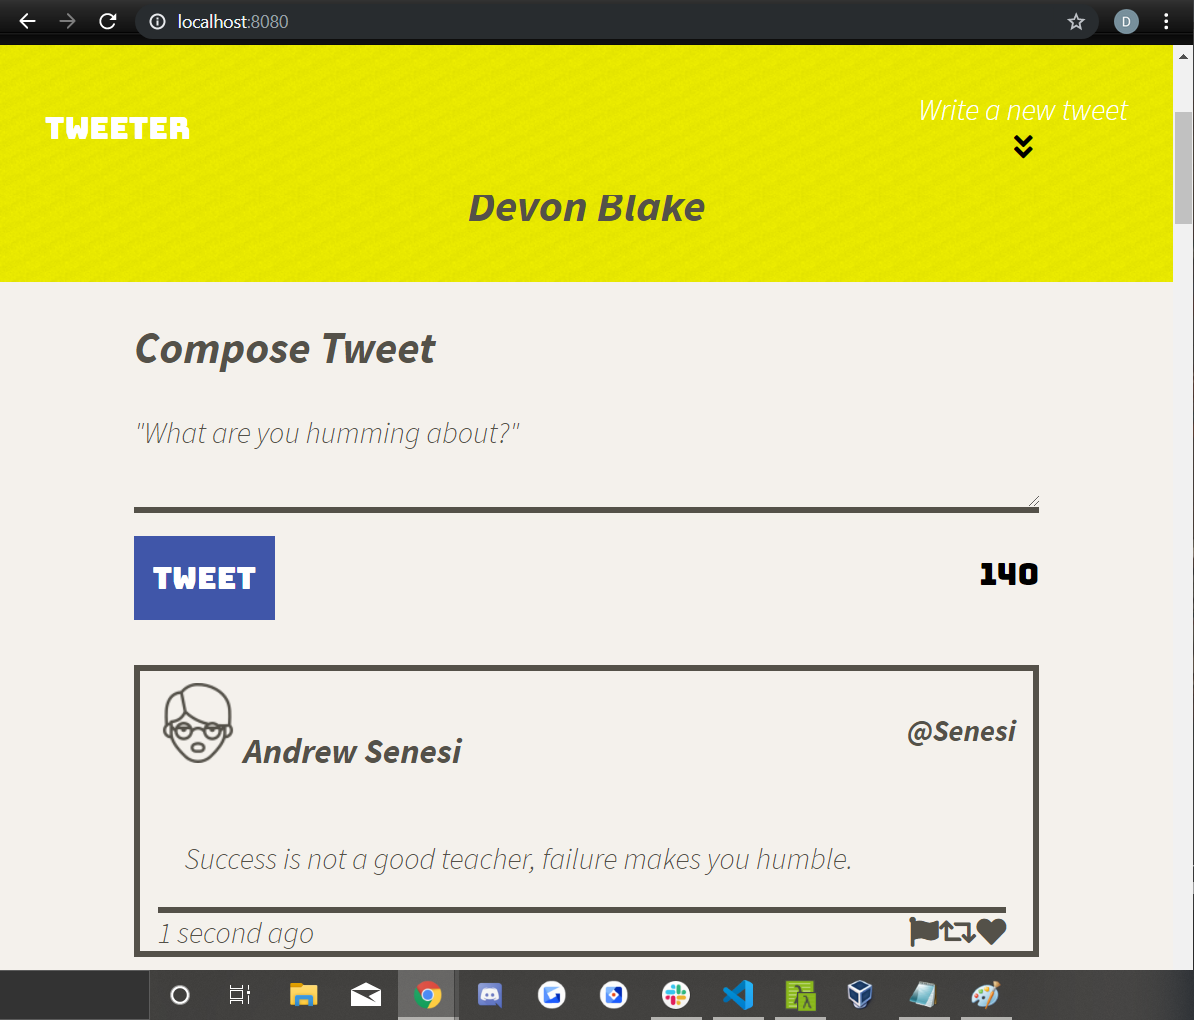 localhost:8080
D
TWEETER
Write a new tweet
Devon Blake
Compose Tweet
"What are you humming about?"
TWEET
140
Andrew Senesi
@Senesi
Success is not a good teacher, failure makes you humble.
1 second ago